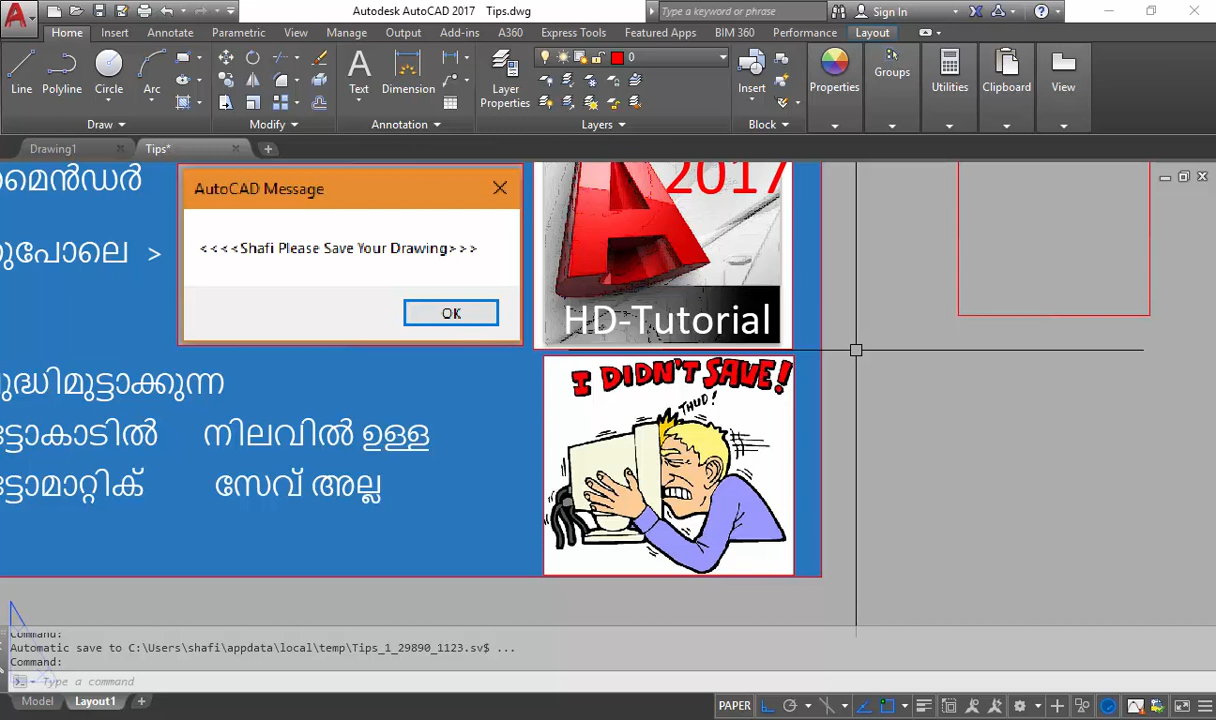 Autodesk AutoCAD 2017 Tips.dwg
Type a keyword or phrase
Sign In
Home Insert Annotate Parametric View Manage Output Add-ins A360 Express Tools Featured Apps BIM 360 Performance Layout
Line Polyline Circle Arc
Text Dimension
Layer Properties
0
Insert
Properties Groups Utilities Clipboard View
Draw Modify Annotation Layers Block
Drawing1 Tips*
AutoCAD Message
<<<<Shafi Please Save Your Drawing>>>
OK
2017
HD-Tutorial
I DIDN'T SAVE!
THUD!
നിലവിൽ ഉള്ള
സേവ് അല്ല
Command:
Automatic save to C:\Users\shafi\appdata\local\temp\Tips_1_29890_1123.sv$ ...
Command:
Type a command
Model Layout1
PAPER